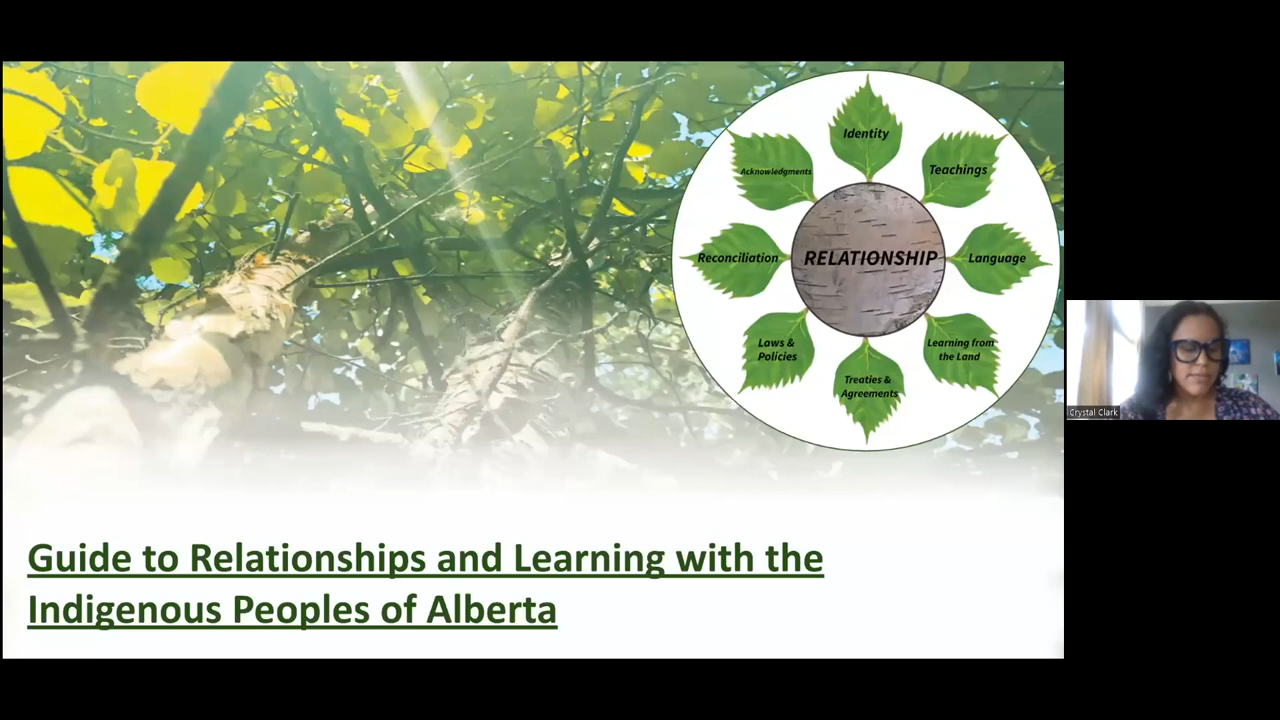 Identity
Acknowledgments
Teachings
Reconciliation
RELATIONSHIP
Language
Laws &
Policies
Learning from
the Land
Treaties &
Agreements
Crystal Clark
Guide to Relationships and Learning with the
Indigenous Peoples of Alberta